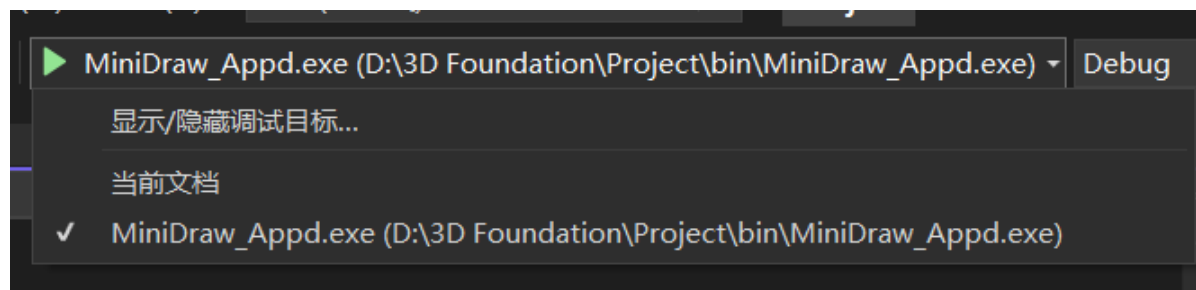 MiniDraw_Appd.exe (D:\3D Foundation\Project\bin\MiniDraw_Appd.exe) Debug
显示/隐藏调试目标...
当前文档
✓ MiniDraw_Appd.exe (D:\3D Foundation\Project\bin\MiniDraw_Appd.exe)